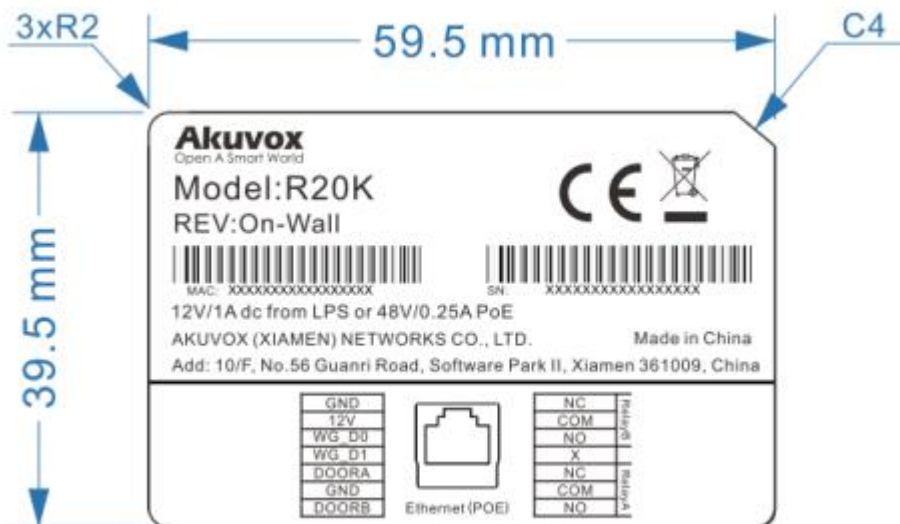 3xR2
59.5 mm
C4
39.5 mm
Akuvox
Open A Smart World
Model:R20K
REV:On-Wall
CE
MAC: XXXXXXXXXXXXXXXXX
SN: XXXXXXXXXXXXXXXXX
12V/1A dc from LPS or 48V/0.25A PoE
AKUVOX (XIAMEN) NETWORKS CO., LTD. Made in China
Add: 10/F, No.56 Guanri Road, Software Park II, Xiamen 361009, China
GND
12V
WG_D0
WG_D1
DOORA
GND
DOORB
Ethernet(POE)
NC
COM
NO
X
NC
COM
NO
RelayB
RelayA